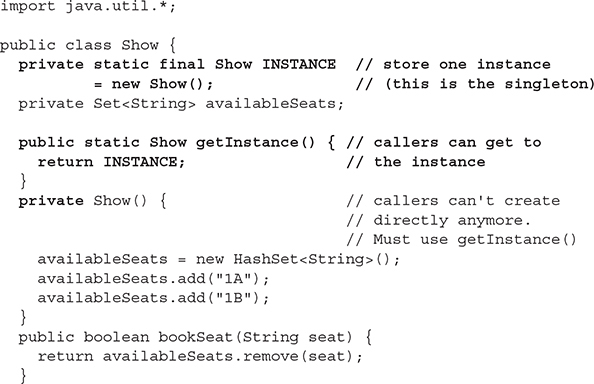 import java.util.*;

public class Show {
  private static final Show INSTANCE  // store one instance
          = new Show();               // (this is the singleton)
  private Set<String> availableSeats;

  public static Show getInstance() { // callers can get to
    return INSTANCE;                 // the instance
  }
  private Show() {                   // callers can't create
                                     // directly anymore.
                                     // Must use getInstance()
    availableSeats = new HashSet<String>();
    availableSeats.add("1A");
    availableSeats.add("1B");
  }
  public boolean bookSeat(String seat) {
    return availableSeats.remove(seat);
  }